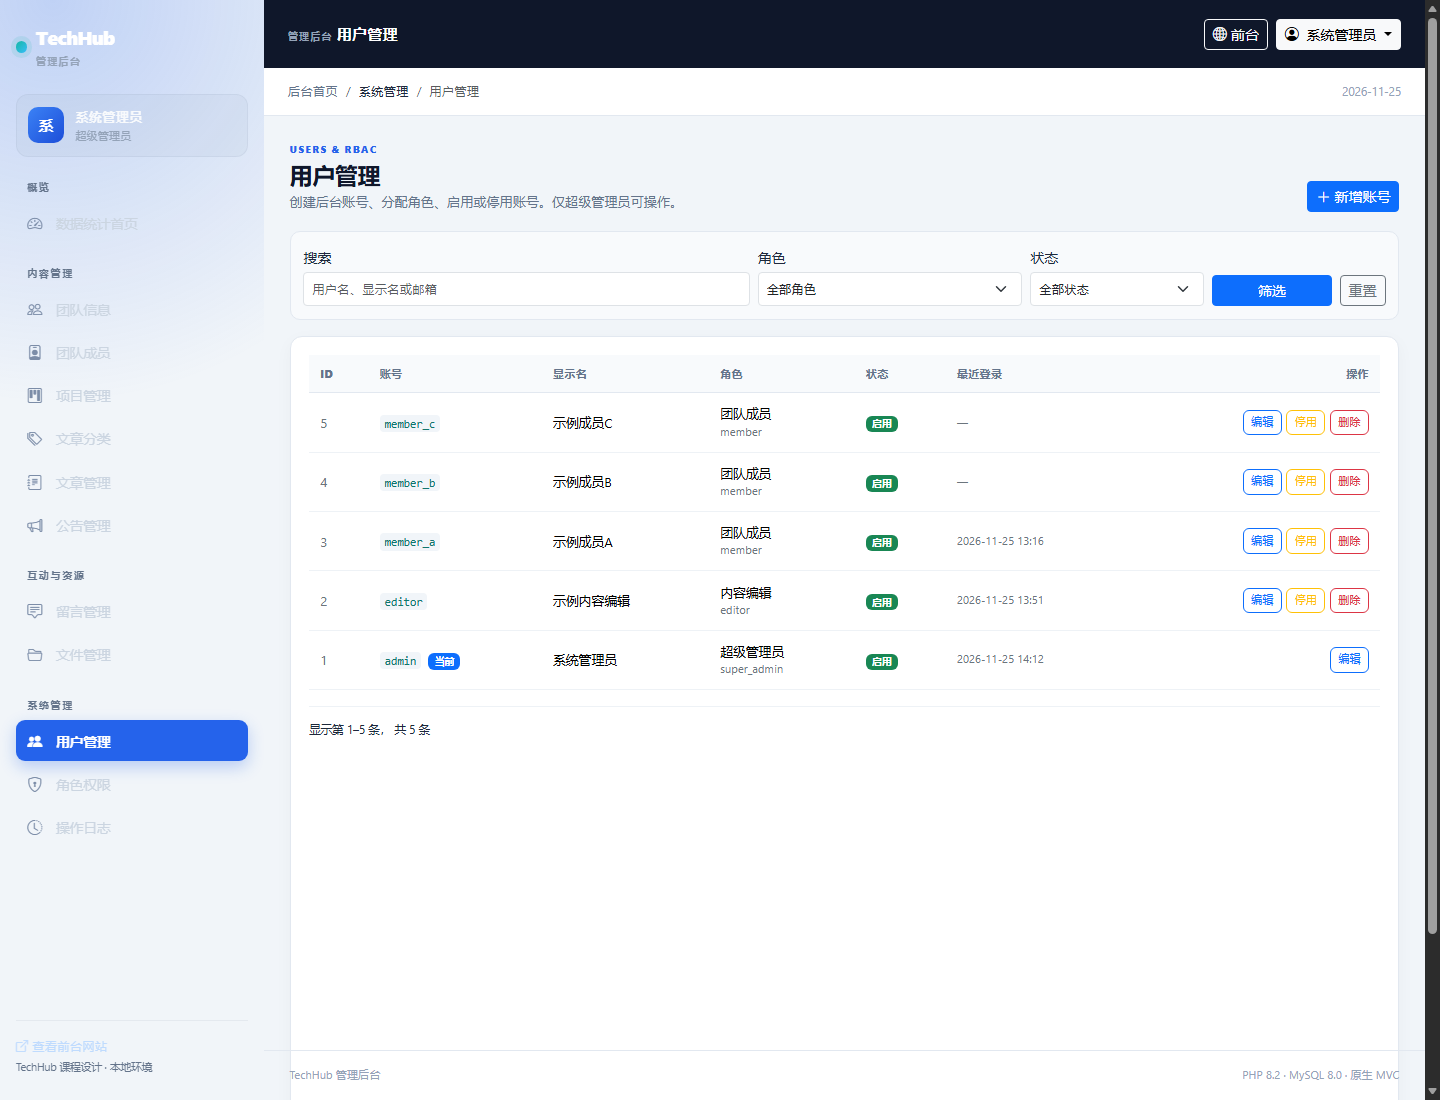 TechHub
管理后台
系
系统管理员
超级管理员
概览
数据统计首页
内容管理
团队信息
团队成员
项目管理
文章分类
文章管理
公告管理
互动与资源
留言管理
文件管理
系统管理
用户管理
角色权限
操作日志
查看前台网站
TechHub 课程设计 · 本地环境
管理后台 用户管理
前台
系统管理员
后台首页 / 系统管理 / 用户管理
2026-11-25
USERS & RBAC
用户管理
创建后台账号、分配角色、启用或停用账号。仅超级管理员可操作。
+ 新增账号
搜索 角色 状态
用户名、显示名或邮箱 全部角色 全部状态 筛选 重置
ID 账号 显示名 角色 状态 最近登录 操作
5 member_c 示例成员C 团队成员 启用 — 编辑 停用 删除
member
4 member_b 示例成员B 团队成员 启用 — 编辑 停用 删除
member
3 member_a 示例成员A 团队成员 启用 2026-11-25 13:16 编辑 停用 删除
member
2 editor 示例内容编辑 内容编辑 启用 2026-11-25 13:51 编辑 停用 删除
editor
1 admin 当前 系统管理员 超级管理员 启用 2026-11-25 14:12 编辑
super_admin
显示第 1–5 条， 共 5 条
TechHub 管理后台
PHP 8.2 · MySQL 8.0 · 原生 MVC